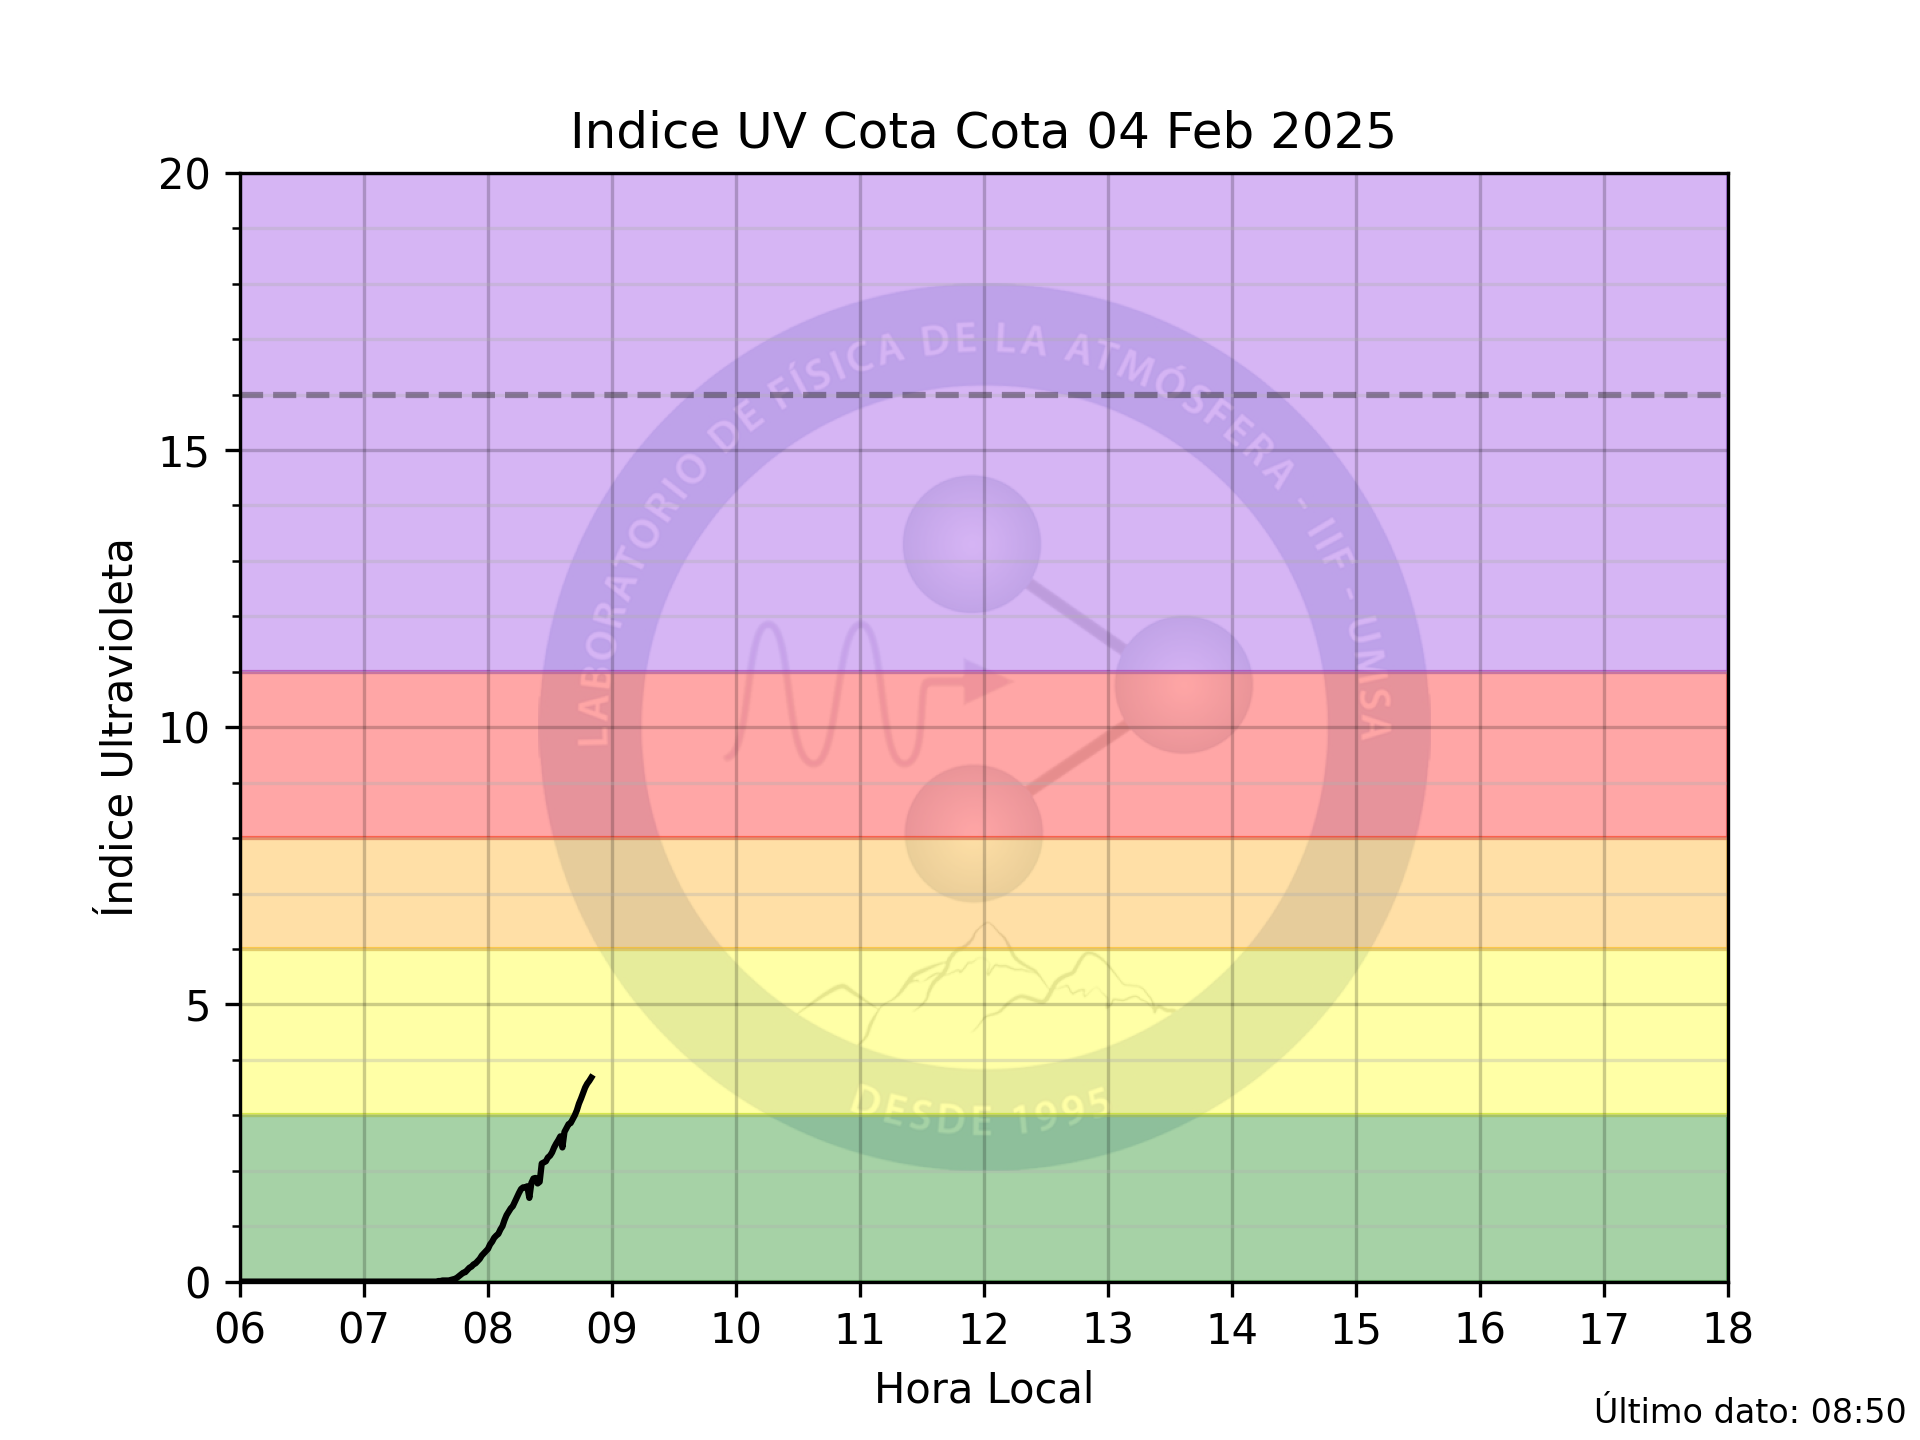 Indice UV Cota Cota 04 Feb 2025
20
15
10
5
0
Índice Ultravioleta
LABORATORIO DE FÍSICA DE LA ATMÓSFERA - IIF - UMSA
DESDE 1995
06 07 08 09 10 11 12 13 14 15 16 17 18
Hora Local
Último dato: 08:50